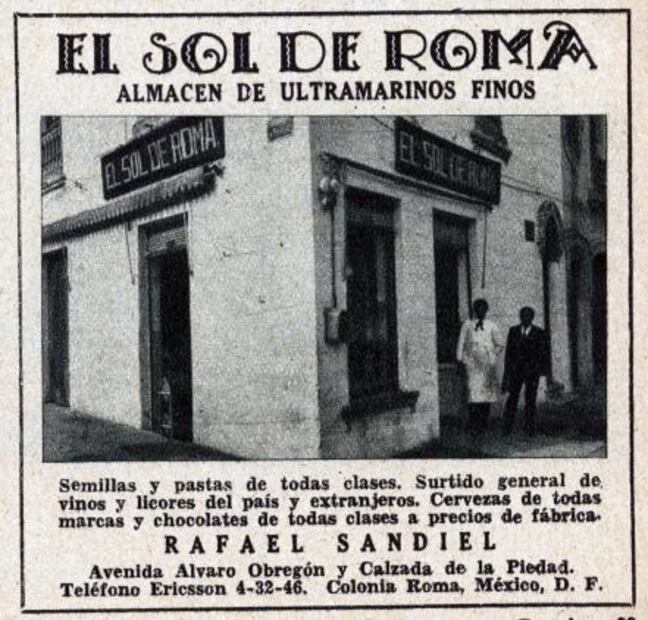 EL SOL DE ROMA
ALMACEN DE ULTRAMARINOS FINOS
EL SOL DE ROMA
EL SOL DE ROMA
Semillas y pastas de todas clases. Surtido general de
vinos y licores del país y extranjeros. Cervezas de todas
marcas y chocolates de todas clases a precios de fábrica.
RAFAEL SANDIEL
Avenida Alvaro Obregón y Calzada de la Piedad.
Teléfono Ericsson 4-32-46. Colonia Roma, México, D. F.